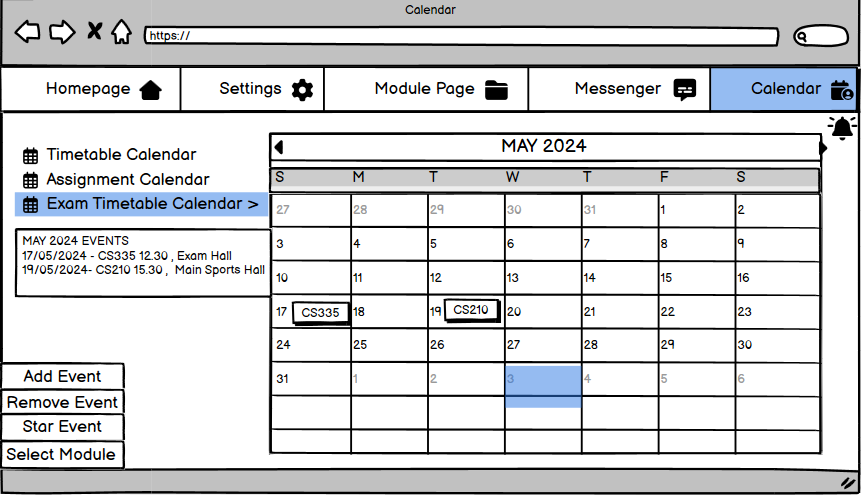 Calendar
https://
Homepage Settings Module Page Messenger Calendar
Timetable Calendar
Assignment Calendar
Exam Timetable Calendar >
MAY 2024 EVENTS
17/05/2024 - CS335 12.30 , Exam Hall
19/05/2024- CS210 15.30 , Main Sports Hall
Add Event
Remove Event
Star Event
Select Module
MAY 2024
S M T W T F S
27 28 29 30 31 1 2
3 4 5 6 7 8 9
10 11 12 13 14 15 16
17 CS335 18 19 CS210 20 21 22 23
24 25 26 27 28 29 30
31 1 2 3 4 5 6